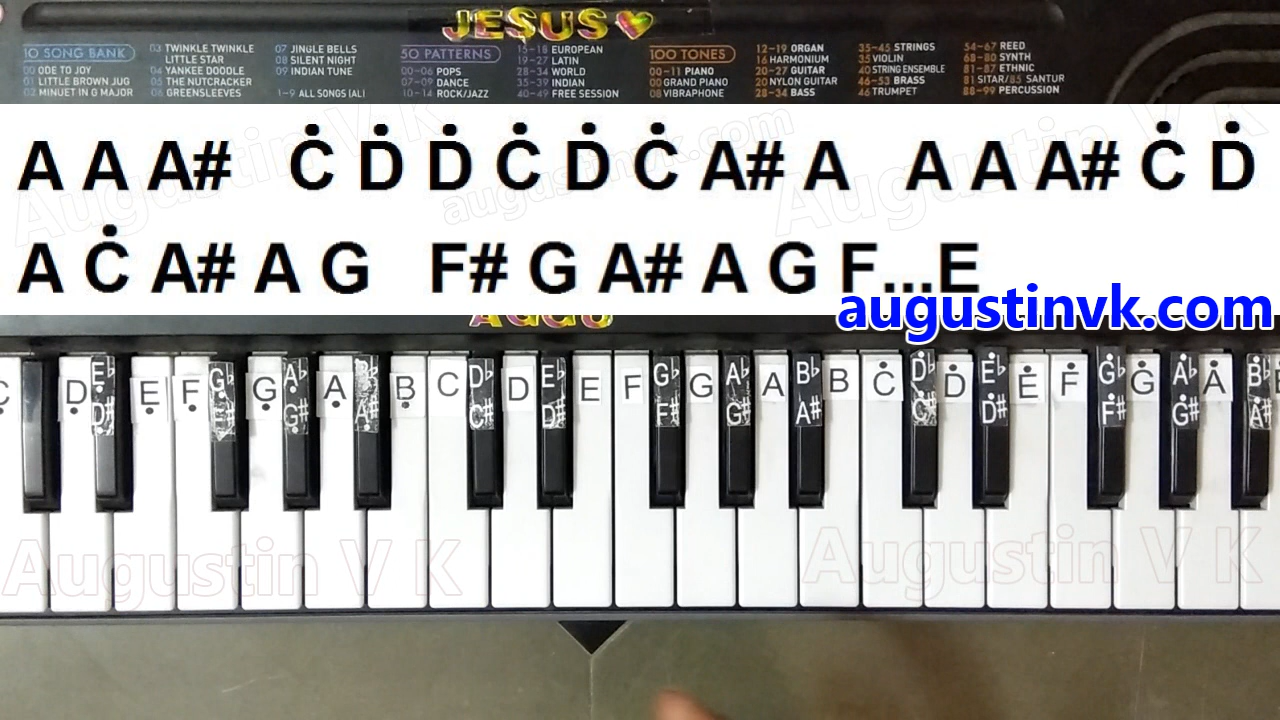 JESUS
10 SONG BANK 03 TWINKLE TWINKLE 07 JINGLE BELLS 50 PATTERNS 15-18 EUROPEAN 100 TONES 12-19 ORGAN 35-45 STRINGS 54-67 REED
LITTLE STAR 08 SILENT NIGHT 19-27 LATIN 16 HARMONIUM 35 VIOLIN 68-80 SYNTH
00 ODE TO JOY 04 YANKEE DOODLE 09 INDIAN TUNE 00-06 POPS 28-34 WORLD 00-11 PIANO 20-27 GUITAR 40 STRING ENSEMBLE 81-87 ETHNIC
01 LITTLE BROWN JUG 05 THE NUTCRACKER 07-09 DANCE 35-39 INDIAN 00 GRAND PIANO 20 NYLON GUITAR 46-53 BRASS 81 SITAR/85 SANTUR
02 MINUET IN G MAJOR 06 GREENSLEEVES 1-9 ALL SONGS (AL) 10-14 ROCK/JAZZ 40-49 FREE SESSION 08 VIBRAPHONE 28-34 BASS 46 TRUMPET 88-99 PERCUSSION
A A A# Ċ Ḋ Ḋ Ċ Ḋ Ċ A# A A A A# Ċ Ḋ
A Ċ A# A G F# G A# A G F...E
augustinvk.com
E♭ G♭ A♭ B♭ D♭ E♭ G♭ A♭ B♭ Ḋ♭ Ė♭ Ġ♭ Ȧ♭ Ḃ♭
C Ḍ Ẹ F̣ G̣ Ạ Ḅ C D E F G A B Ċ Ḋ Ė Ḟ Ġ Ȧ
D# F# G# A# C# D# F# G# A# Ċ# Ḋ# Ḟ# Ġ# Ȧ#
Augustin V K
Augustin V K